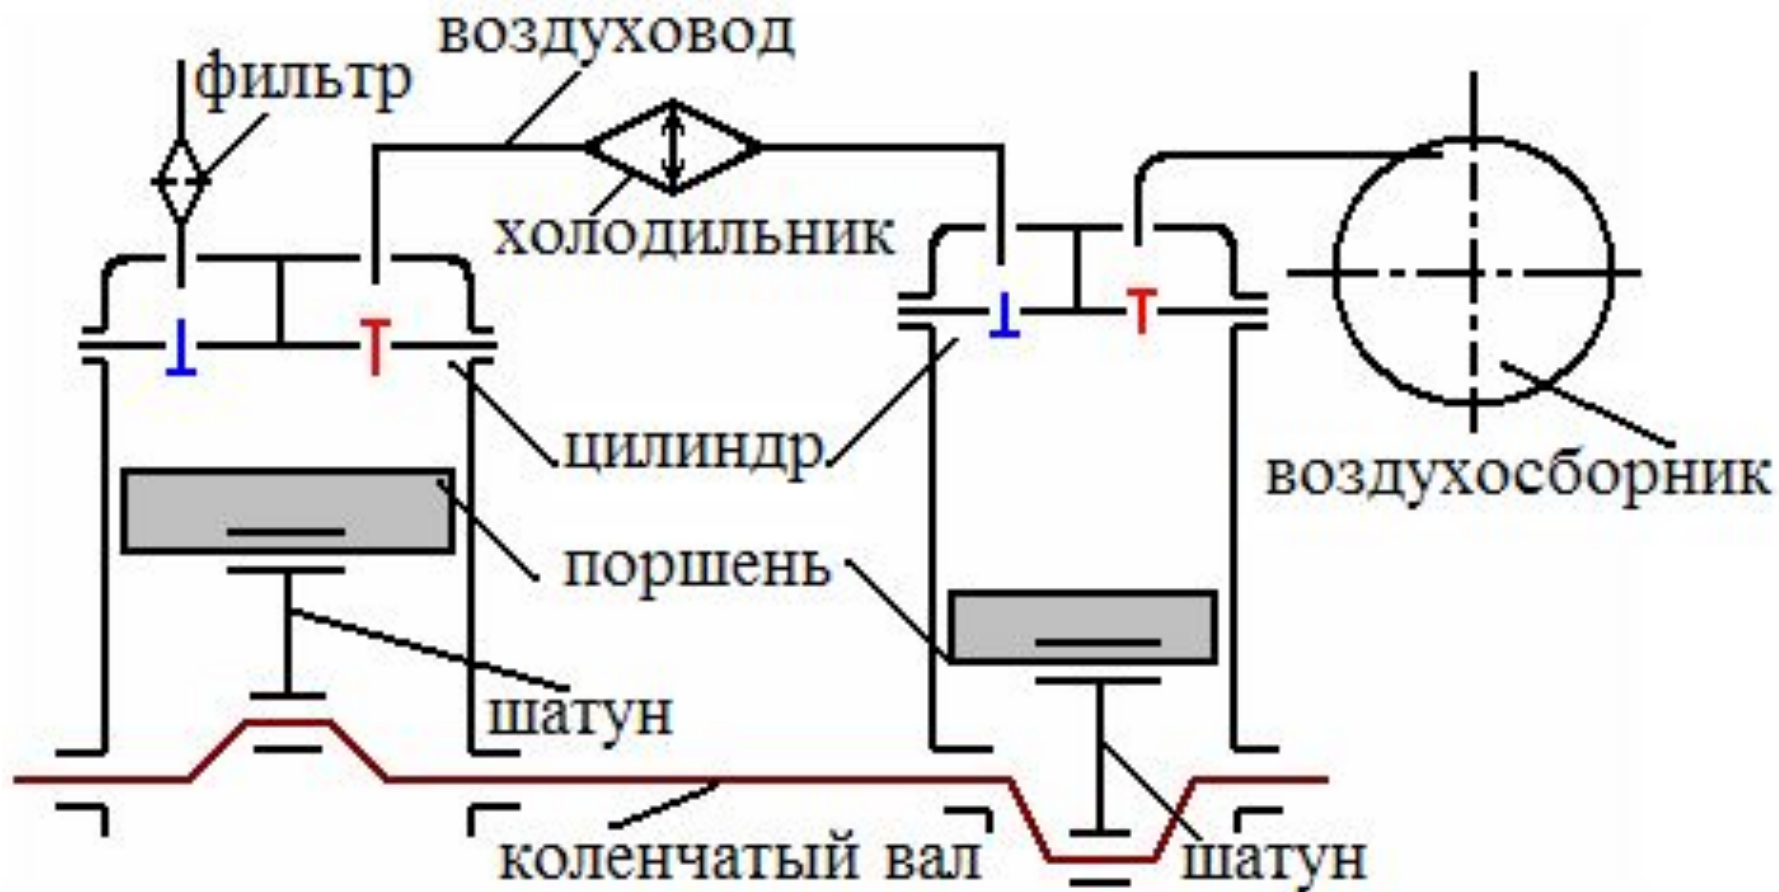 воздуховод
фильтр
холодильник
цилиндр
воздухосборник
поршень
шатун
коленчатый вал
шатун